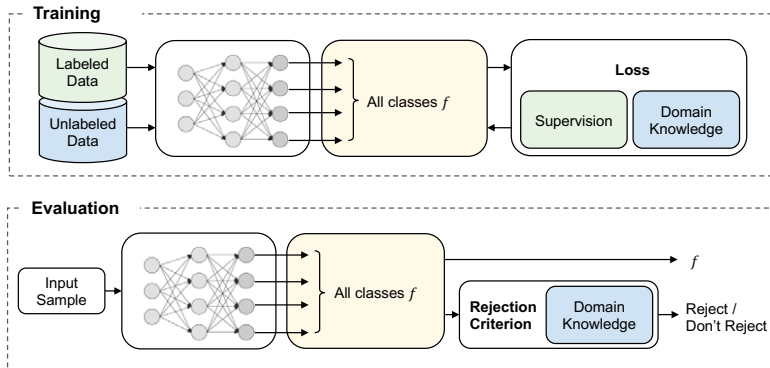 Training
Labeled
Data
Unlabeled
Data
All classes f
Loss
Supervision
Domain
Knowledge
Evaluation
Input
Sample
All classes f
f
Rejection
Criterion
Domain
Knowledge
Reject /
Don't Reject